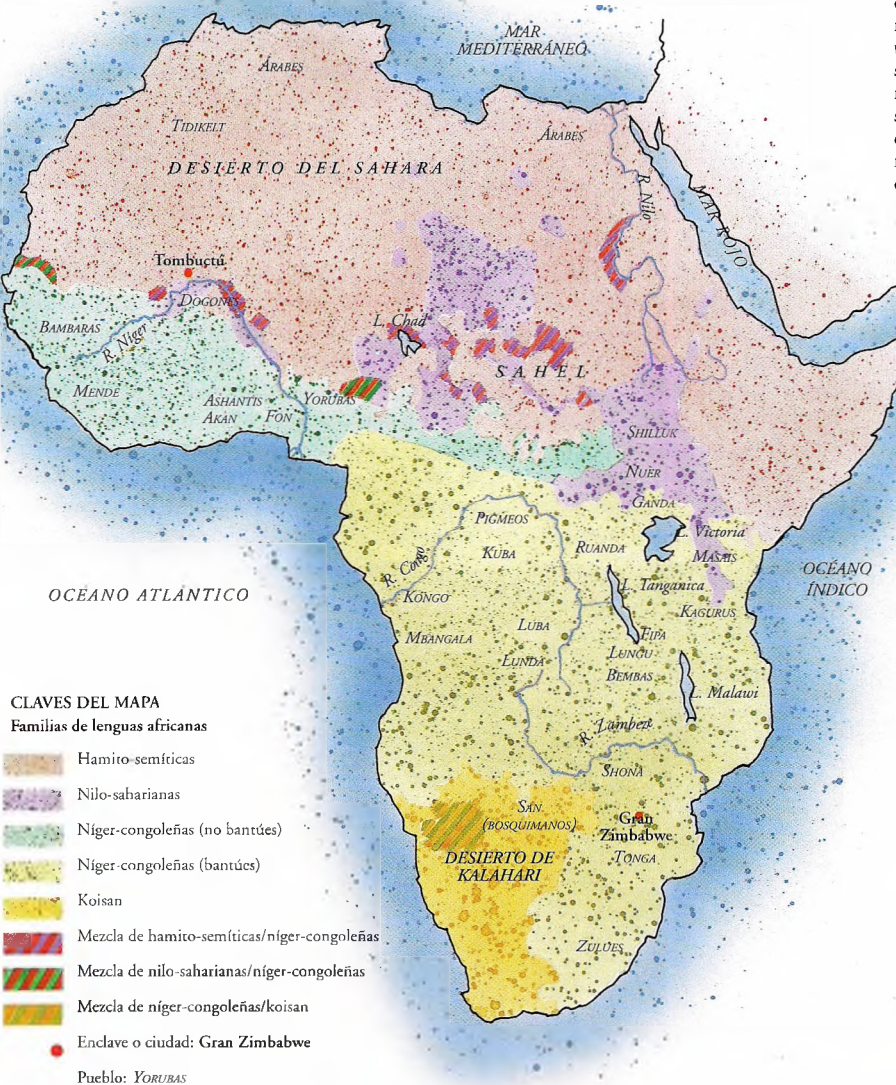 MAR
MEDITERRÁNEO
ÁRABES
TIDIKELT
ÁRABES
DESIERTO DEL SAHARA
R. Nilo
MAR ROJO
Tombuctú
DOGONES
BAMBARAS
R. Níger
L. Chad
SAHEL
MENDE
ASHANTIS
AKAN
FON
YORUBAS
SHILLUK
NUER
GANDA
PIGMEOS
L. Victoria
KUBA
RUANDA
MASAIS
R. Congo
OCÉANO
ÍNDICO
OCÉANO ATLÁNTICO
KONGO
L. Tanganica
KAGURUS
MBANGALA
LUBA
FIPA
LUNDA
LUNGU
BEMBAS
L. Malawi
R. Zambeze
SHONA
SAN
(BOSQUIMANOS)
Gran
Zimbabwe
DESIERTO DE
KALAHARI
TONGA
ZULÚES
CLAVES DEL MAPA
Familias de lenguas africanas
Hamito-semíticas
Nilo-saharianas
Níger-congoleñas (no bantúes)
Níger-congoleñas (bantúes)
Koisan
Mezcla de hamito-semíticas/níger-congoleñas
Mezcla de nilo-saharianas/níger-congoleñas
Mezcla de níger-congoleñas/koisan
Enclave o ciudad: Gran Zimbabwe
Pueblo: YORUBAS